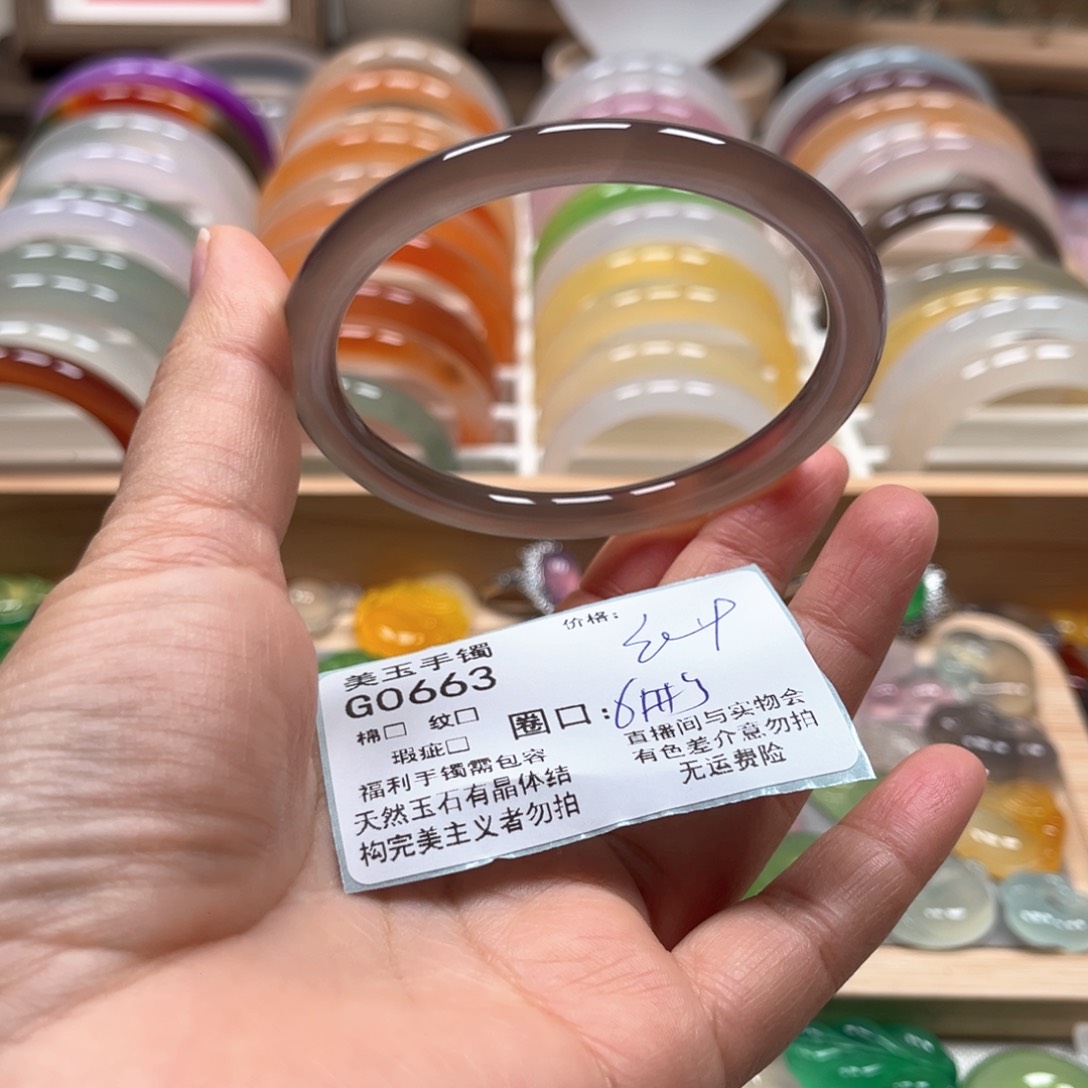 美玉手镯
G0663
棉□ 纹□
瑕疵□
福利手镯需包容
天然玉石有晶体结
构完美主义者勿拍
价格:
圈口:
直播间与实物会
有色差介意勿拍
无运费险